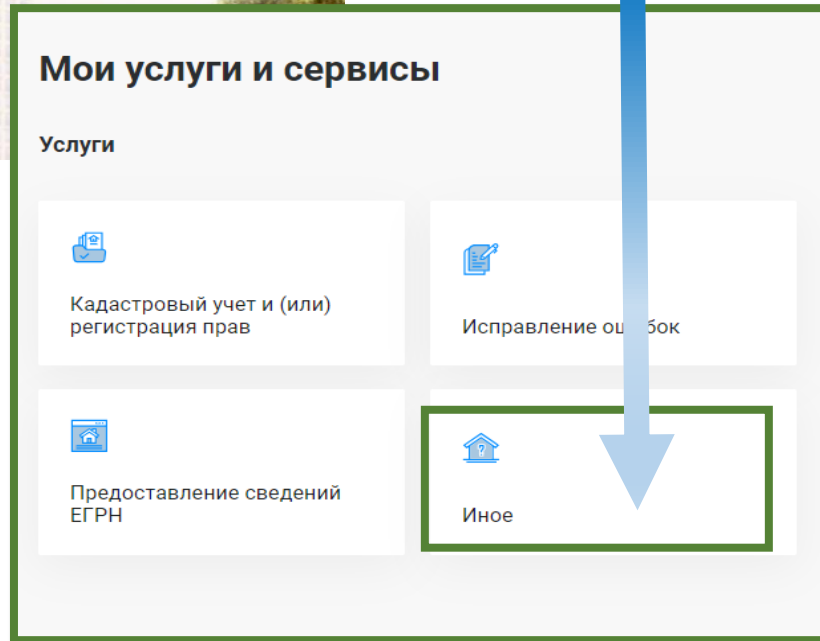 Мои услуги и сервисы
Услуги
Кадастровый учет и (или)
регистрация прав
Исправление ошибок
Предоставление сведений
ЕГРН
Иное